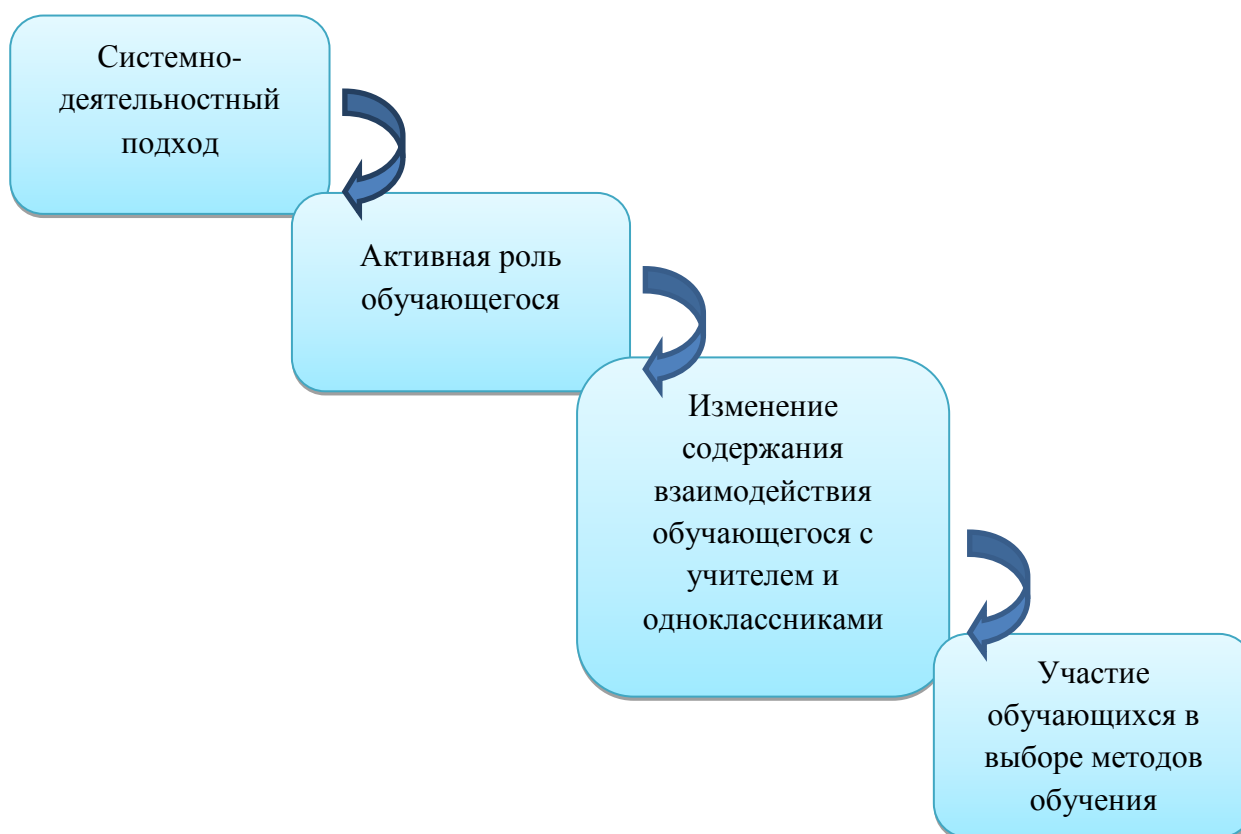 Системно-
деятельностный
подход
Активная роль
обучающегося
Изменение
содержания
взаимодействия
обучающегося с
учителем и
одноклассниками
Участие
обучающихся в
выборе методов
обучения